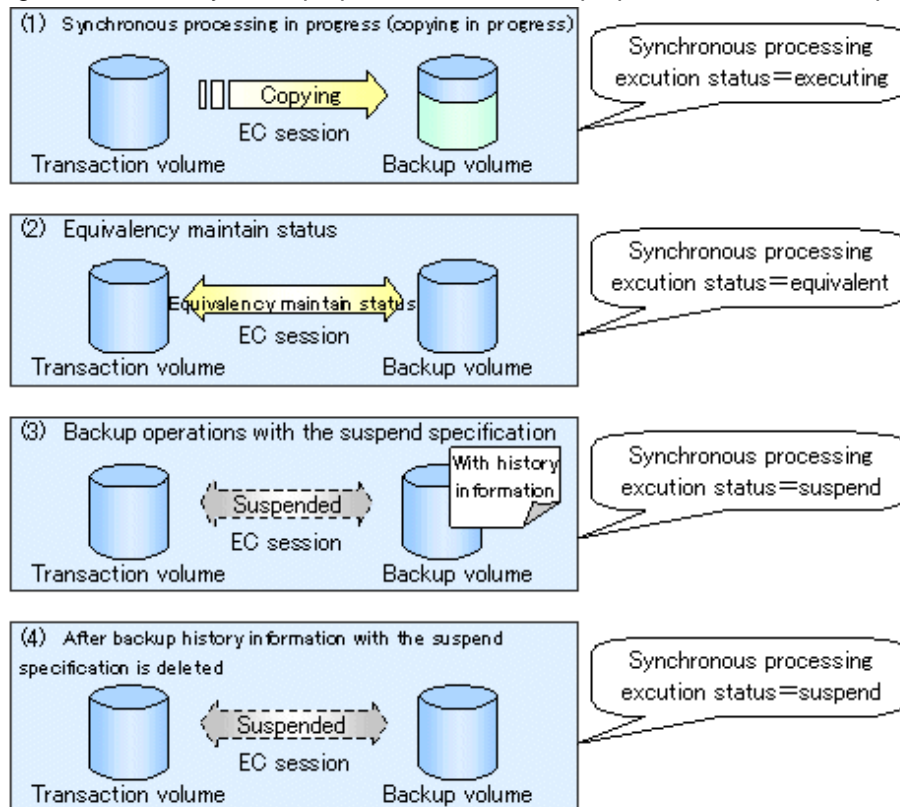 (1) Synchronous processing in progress (copying in progress)
Copying
EC session
Transaction volume
Backup volume
Synchronous processing
excution status=executing
(2) Equivalency maintain status
Equivalency maintain status
EC session
Transaction volume
Backup volume
Synchronous processing
excution status=equivalent
(3) Backup operations with the suspend specification
With history
information
Suspended
EC session
Transaction volume
Backup volume
Synchronous processing
excution status=suspend
(4) After backup history information with the suspend
specification is deleted
Suspended
EC session
Transaction volume
Backup volume
Synchronous processing
excution status=suspend